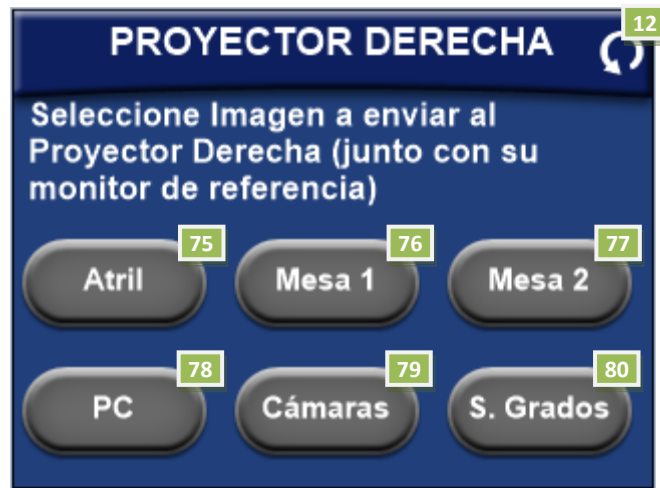 12
PROYECTOR DERECHA
Seleccione Imagen a enviar al
Proyector Derecha (junto con su
monitor de referencia)
75 76 77
Atril Mesa 1 Mesa 2
78 79 80
PC Cámaras S. Grados